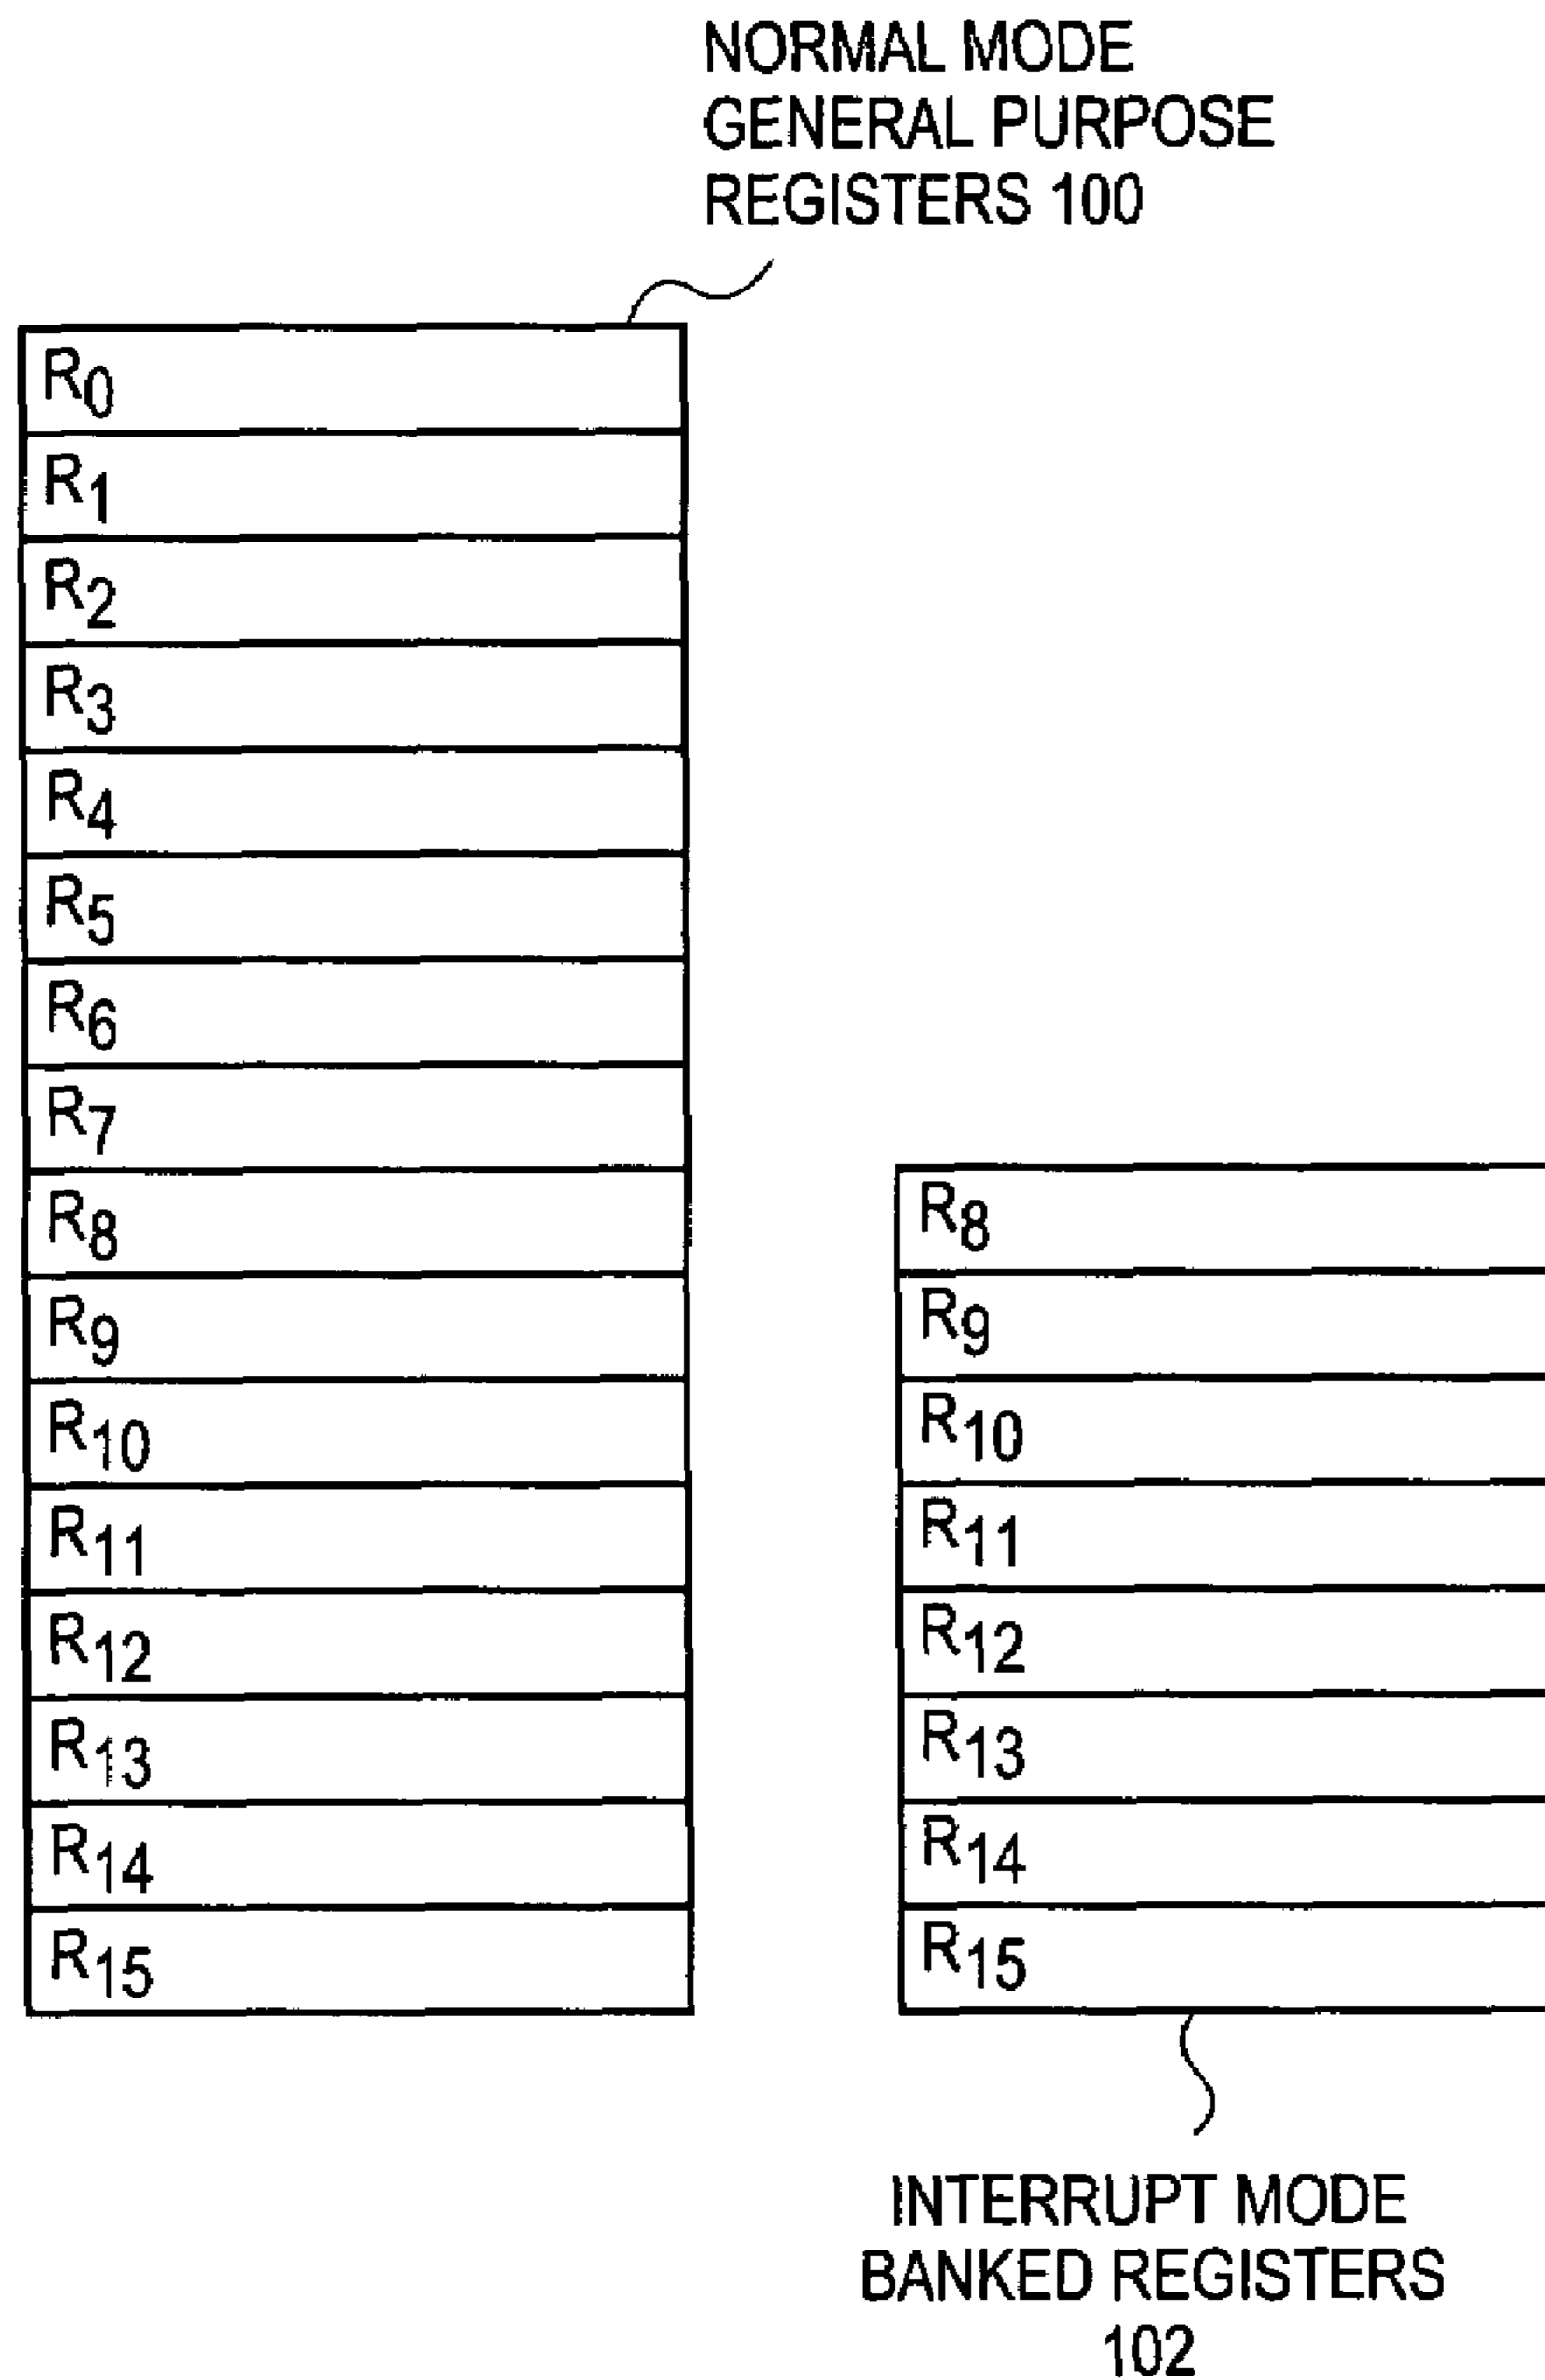 NORMAL MODE
GENERAL PURPOSE
REGISTERS 100
R0
R1
R2
R3
R4
R5
R6
R7
R8
R9
R10
R11
R12
R13
R14
R15
R8
R9
R10
R11
R12
R13
R14
R15
INTERRUPT MODE
BANKED REGISTERS
102